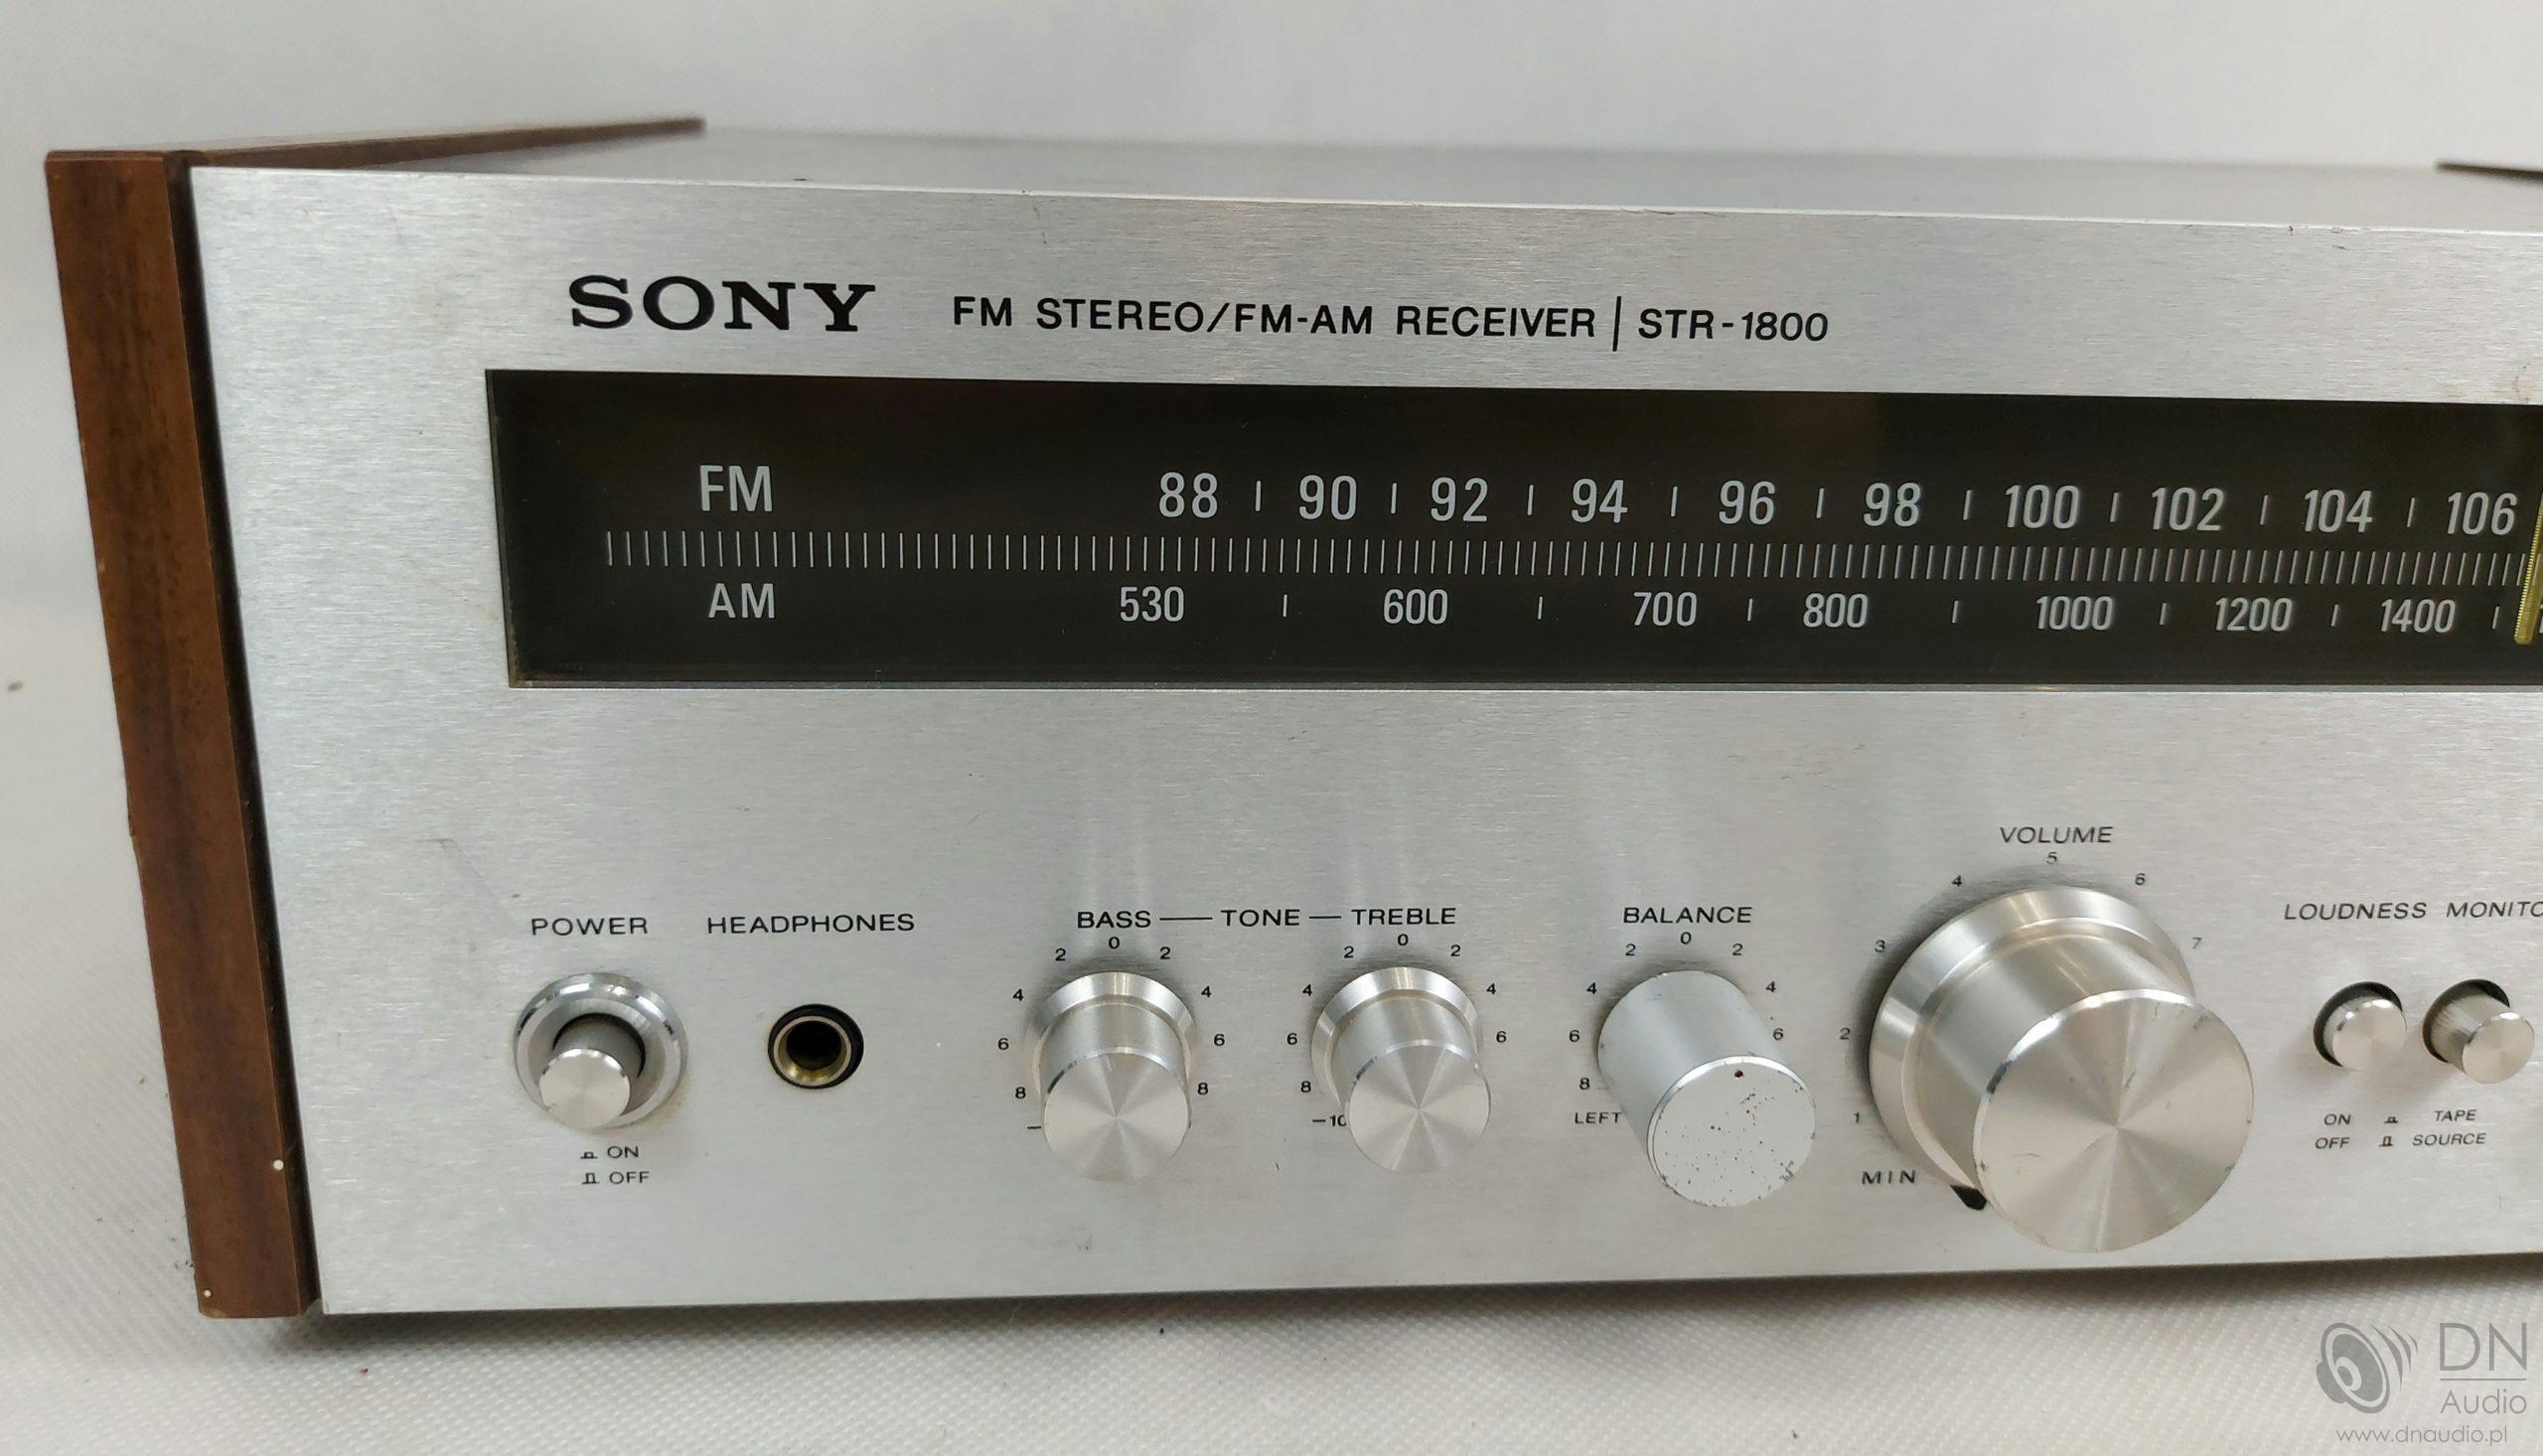 SONY FM STEREO/FM-AM RECEIVER | STR-1800
FM 88 90 92 94 96 98 100 102 104 106
AM 530 600 700 800 1000 1200 1400
VOLUME
POWER HEADPHONES BASS — TONE — TREBLE BALANCE LOUDNESS
2 0 2
4 4
6 6
8 8
2 0 2
4 4
6 6
8
-10
2 0 2
4 4
6 6
8
LEFT
MIN 1 2 3 4 5 6 7
ON
OFF
ON TAPE
OFF SOURCE
DN
Audio
www.dnaudio.pl